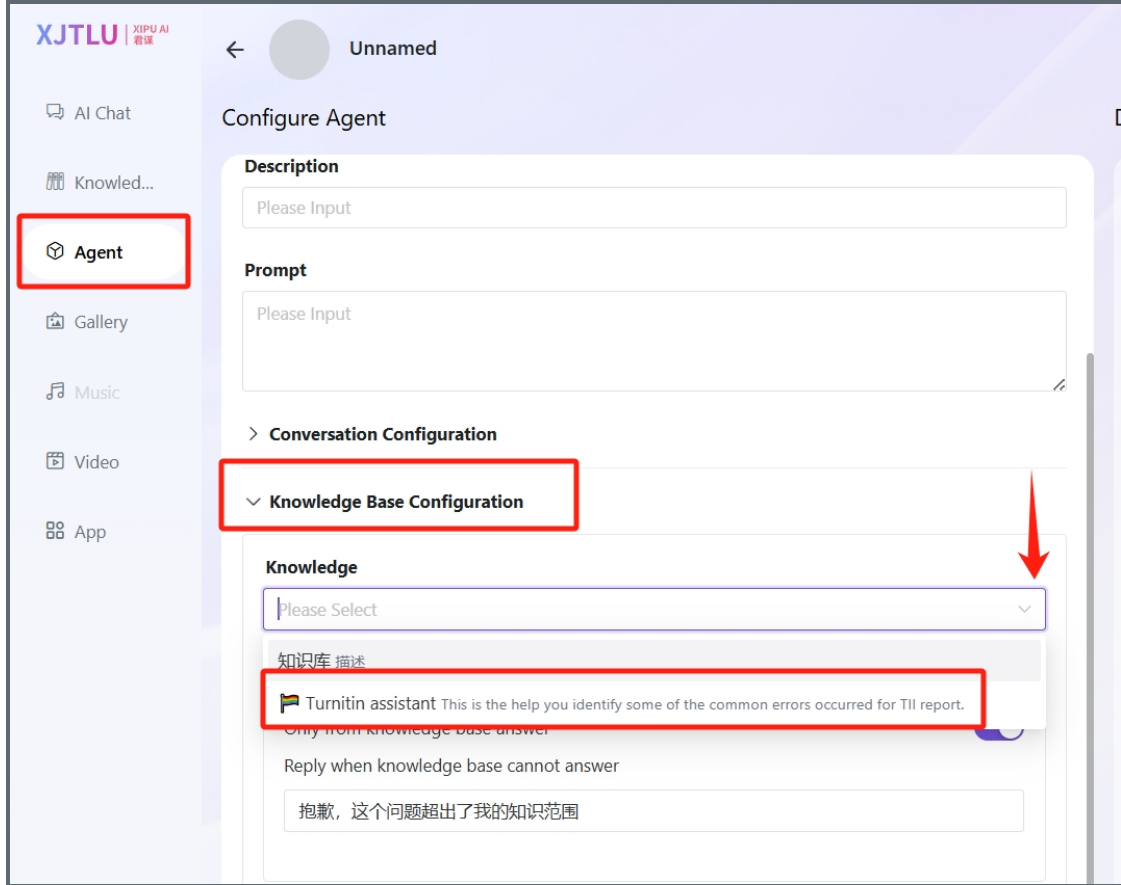 XJTLU XIPU AI
君谋
Unnamed
AI Chat
Knowled...
Agent
Gallery
Music
Video
App
Configure Agent
Description
Please Input
Prompt
Please Input
Conversation Configuration
Knowledge Base Configuration
Knowledge
Please Select
知识库 描述
🏴 Turnitin assistant This is the help you identify some of the common errors occurred for TII report.
Only from knowledge base answer
Reply when knowledge base cannot answer
抱歉，这个问题超出了我的知识范围